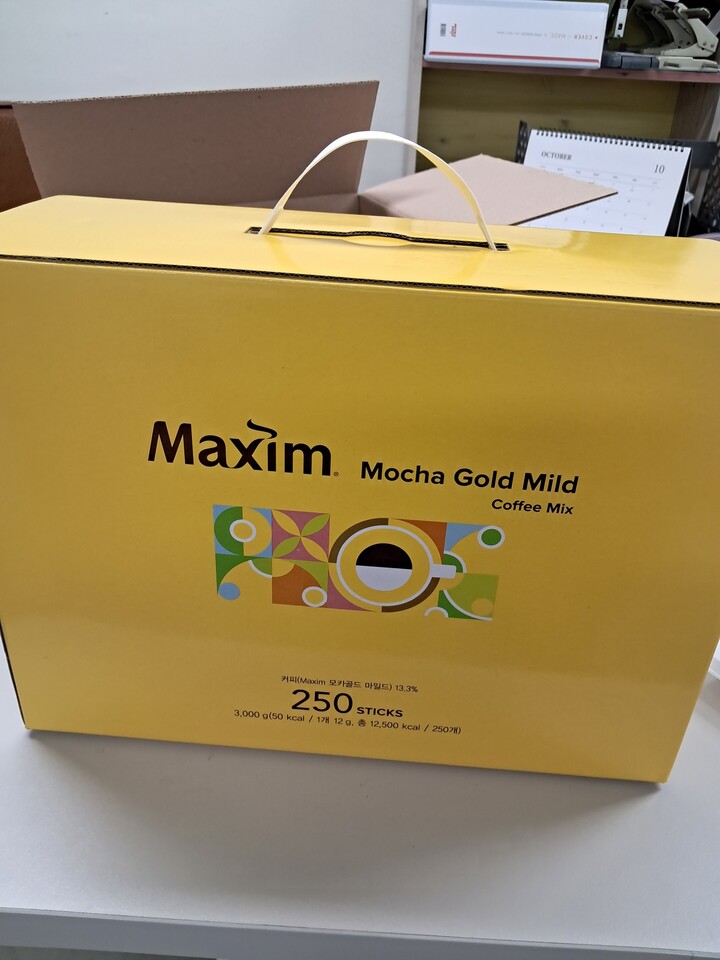 OCTOBER 10
Maxim
Mocha Gold Mild
Coffee Mix
커피(Maxim 모카골드 마일드) 13.3%
250 STICKS
3,000 g(50 kcal / 1개 12 g, 총 12,500 kcal / 250개)